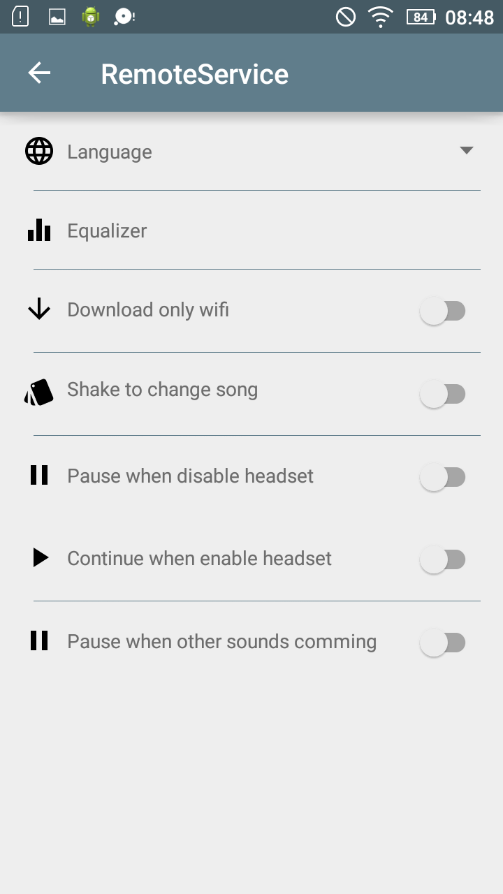 84 08:48
RemoteService
Language
Equalizer
Download only wifi
Shake to change song
Pause when disable headset
Continue when enable headset
Pause when other sounds comming